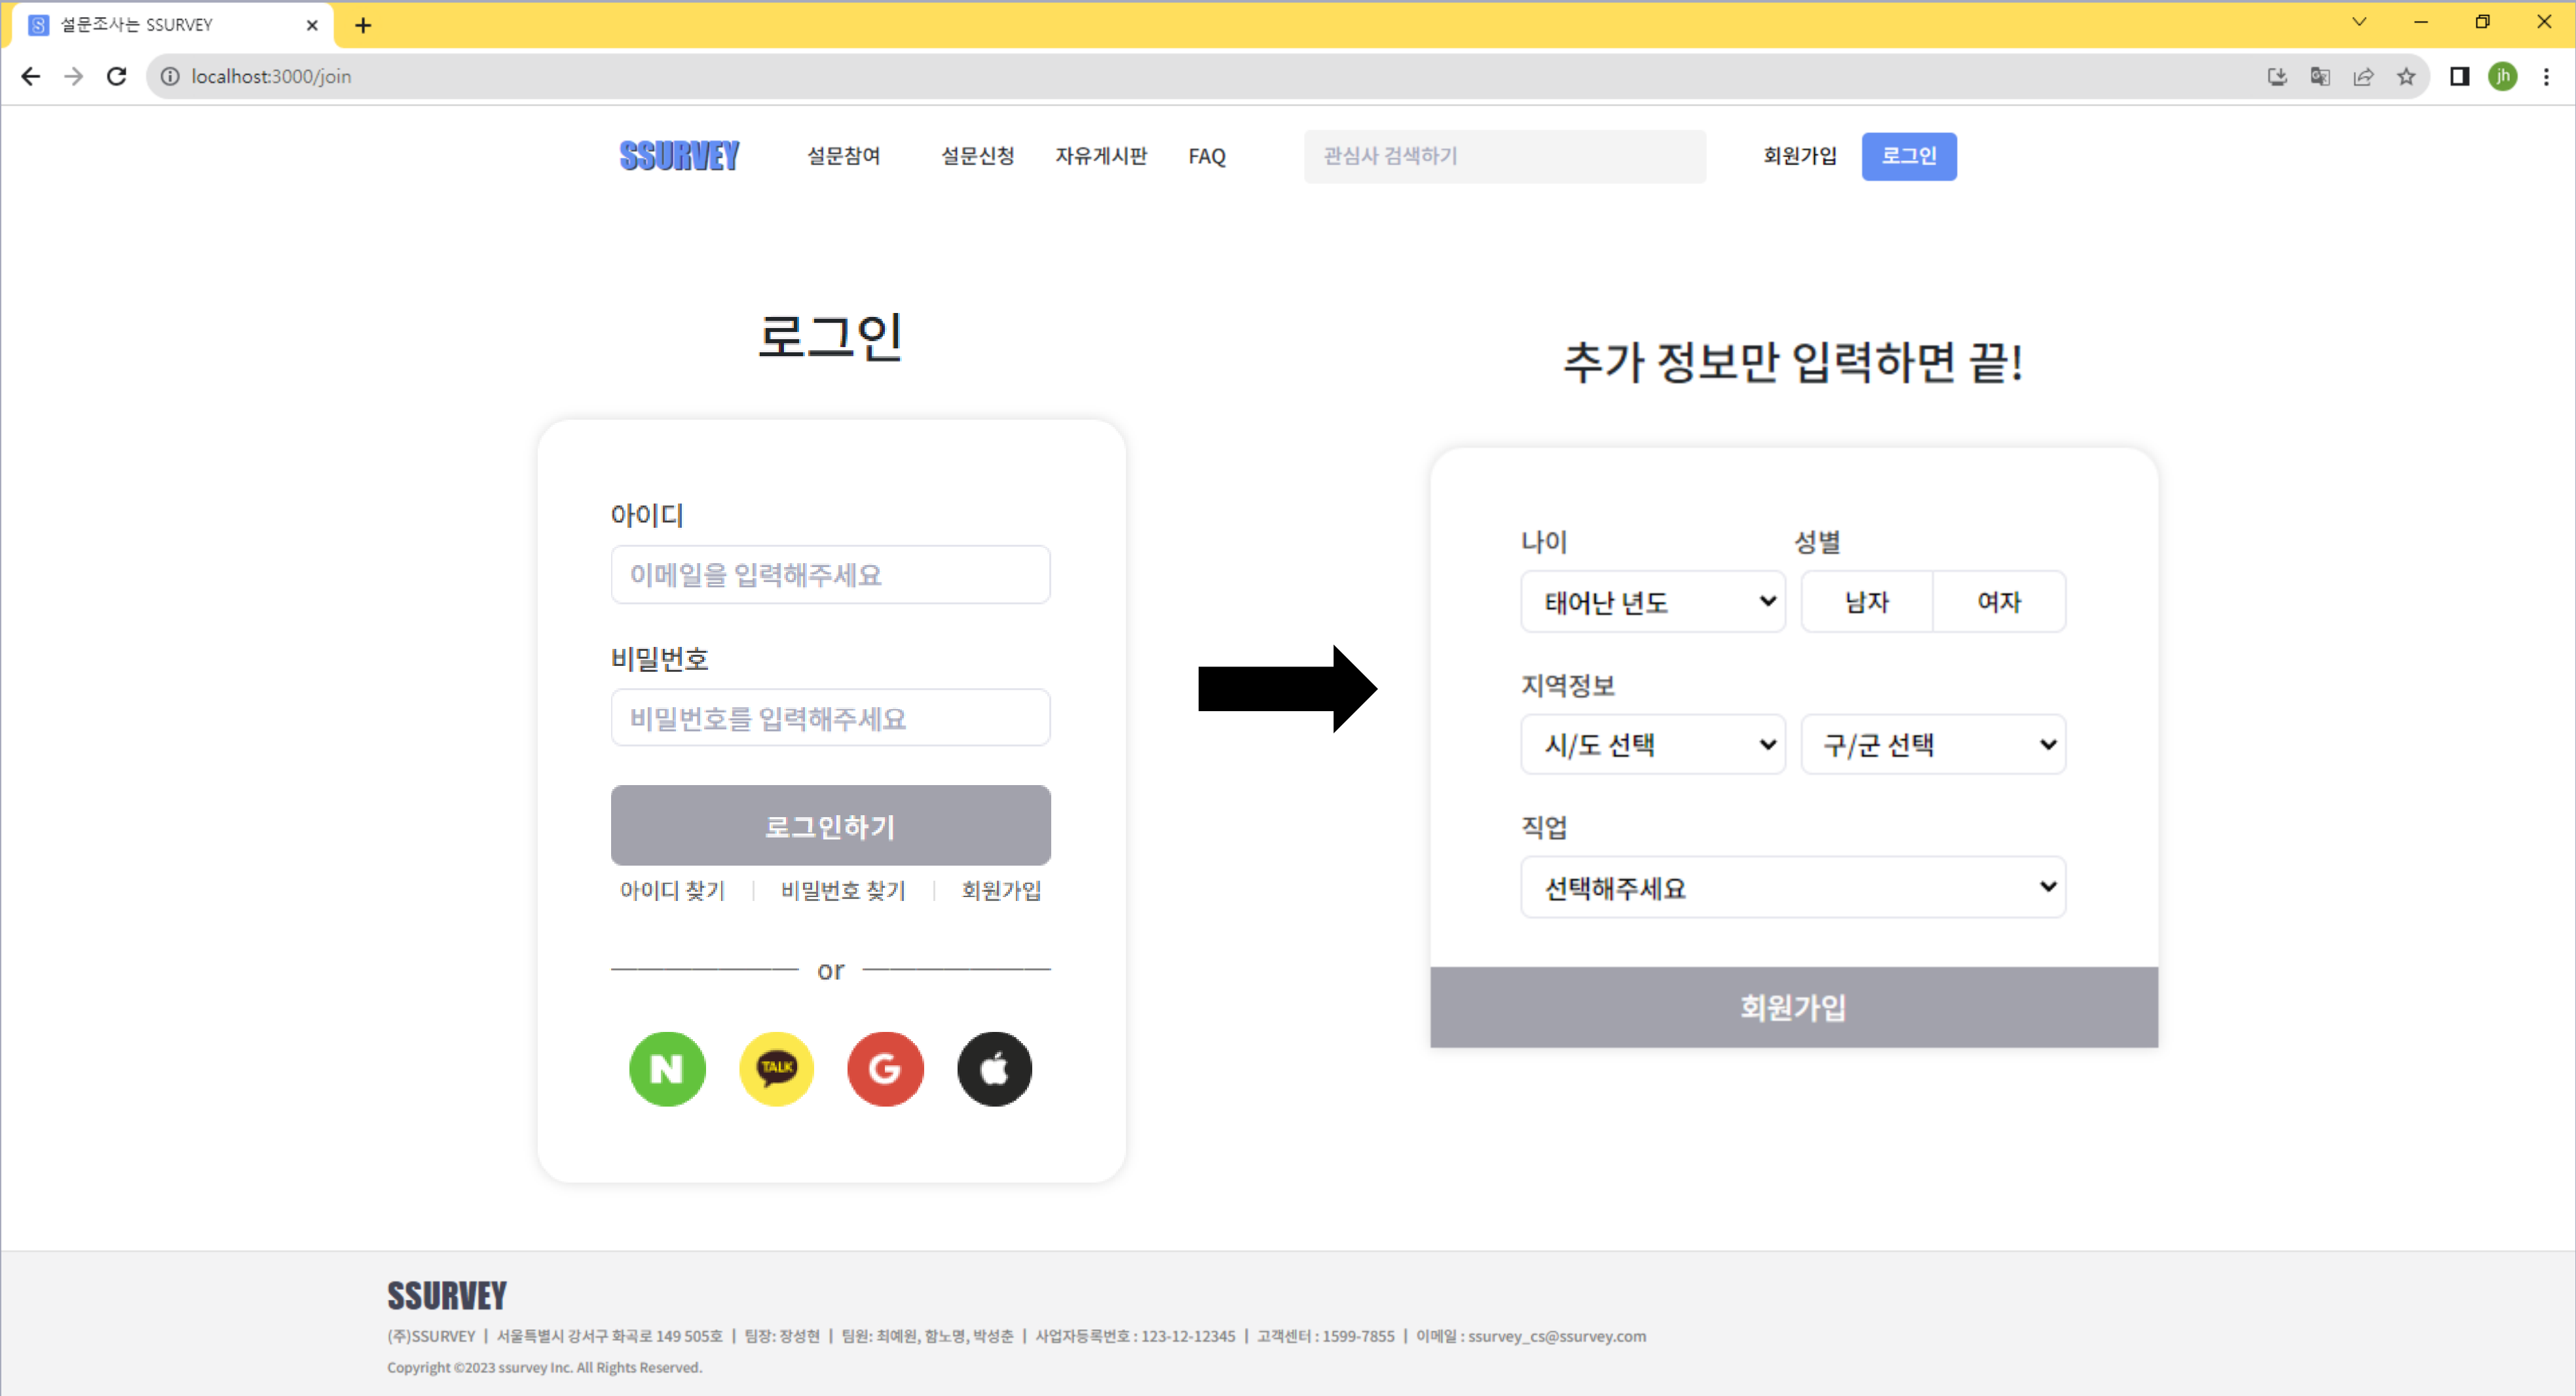 설문조사는 SSURVEY
localhost:3000/join
jh
SSURVEY 설문참여 설문신청 자유게시판 FAQ 관심사 검색하기 회원가입 로그인
로그인
아이디
이메일을 입력해주세요
비밀번호
비밀번호를 입력해주세요
로그인하기
아이디 찾기 | 비밀번호 찾기 | 회원가입
or
N TALK G
추가 정보만 입력하면 끝!
나이 성별
태어난 년도 남자 여자
지역정보
시/도 선택 구/군 선택
직업
선택해주세요
회원가입
SSURVEY
(주)SSURVEY | 서울특별시 강서구 화곡로 149 505호 | 팀장: 장성현 | 팀원: 최예원, 함노명, 박성춘 | 사업자등록번호 : 123-12-12345 | 고객센터 : 1599-7855 | 이메일 : ssurvey_cs@ssurvey.com
Copyright ©2023 ssurvey Inc. All Rights Reserved.